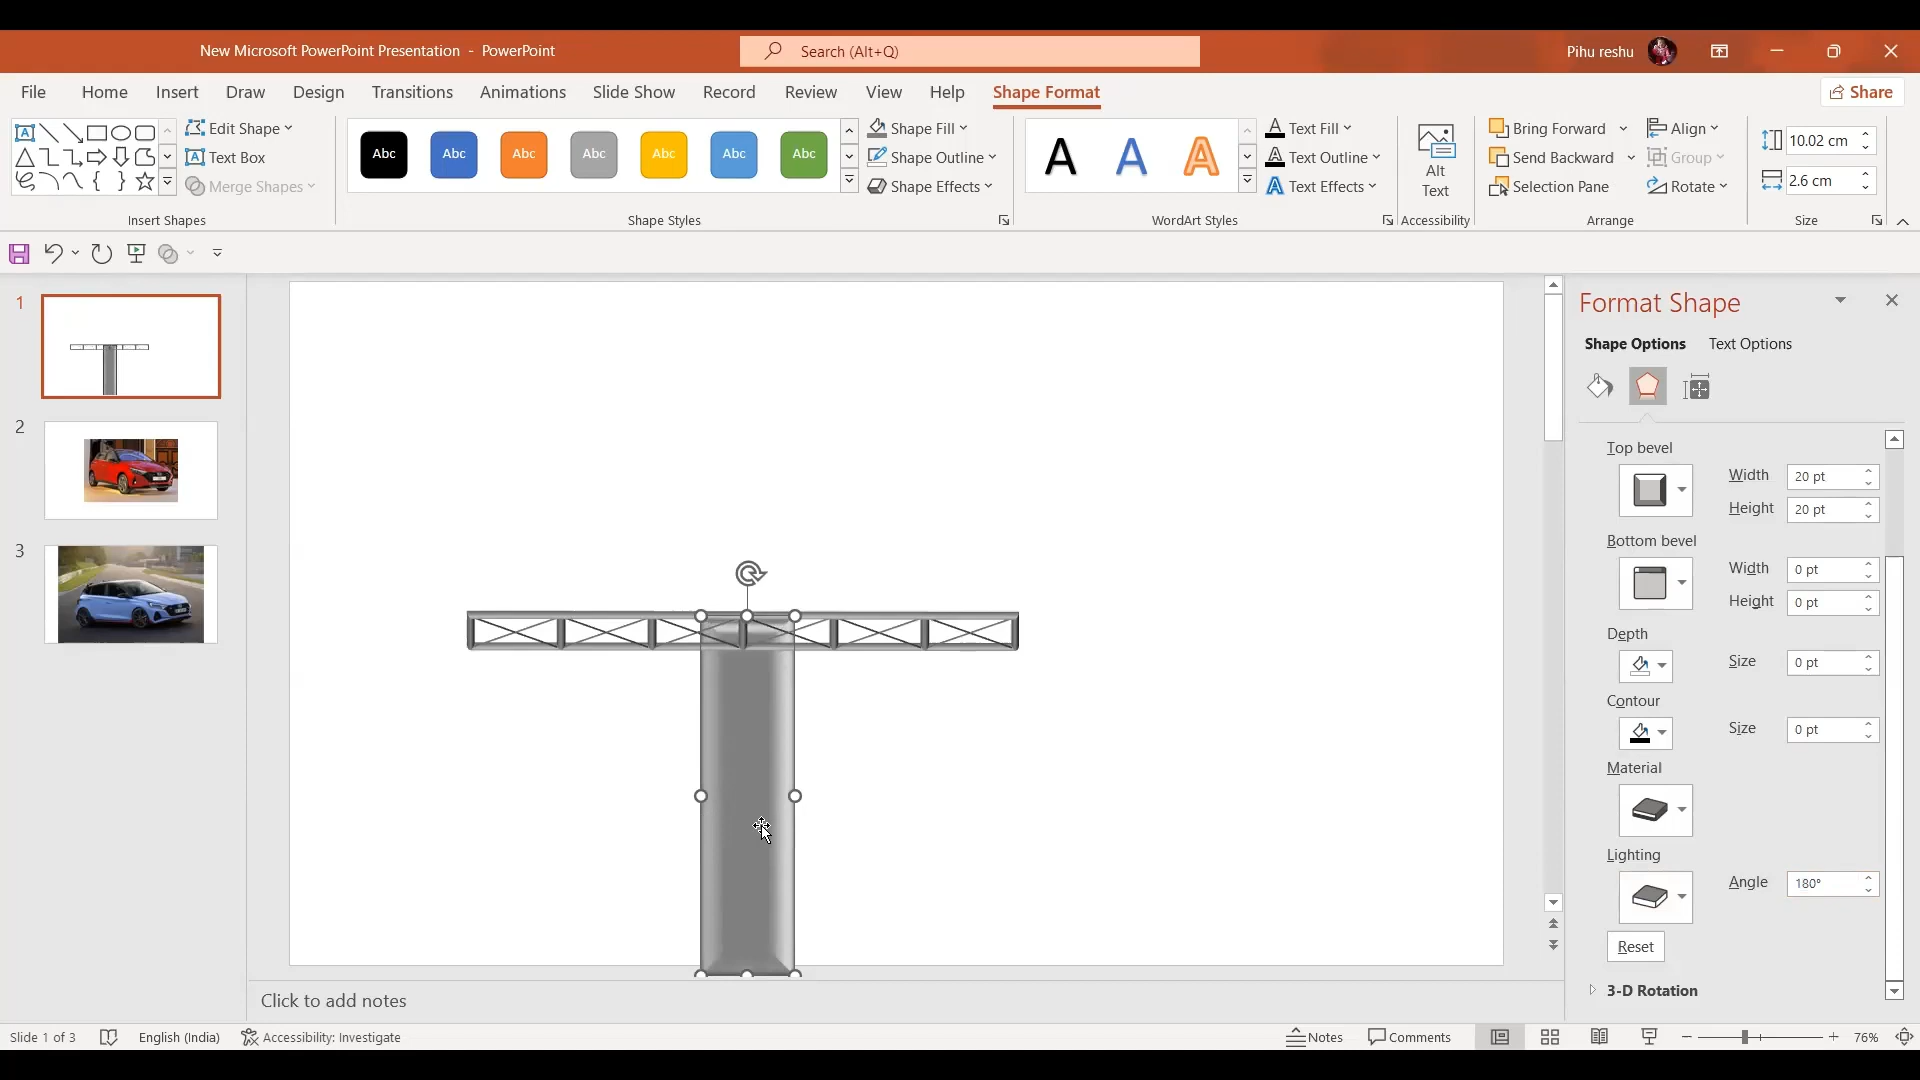 New Microsoft PowerPoint Presentation - PowerPoint
Search (Alt+Q)
Pihu reshu
File Home Insert Draw Design Transitions Animations Slide Show Record Review View Help Shape Format
Share
Edit Shape
Text Box
Merge Shapes
Insert Shapes
Abc Abc Abc Abc Abc Abc Abc
Shape Fill
Shape Outline
Shape Effects
Shape Styles
A A A
Text Fill
Text Outline
Text Effects
WordArt Styles
Alt
Text
Accessibility
Bring Forward
Send Backward
Selection Pane
Align
Group
Rotate
Arrange
10.02 cm
2.6 cm
Size
1
2
3
Format Shape
Shape Options Text Options
Top bevel
Width 20 pt
Height 20 pt
Bottom bevel
Width 0 pt
Height 0 pt
Depth
Size 0 pt
Contour
Size 0 pt
Material
Lighting
Angle 180°
Reset
3-D Rotation
Click to add notes
Slide 1 of 3 English (India) Accessibility: Investigate Notes Comments 76%